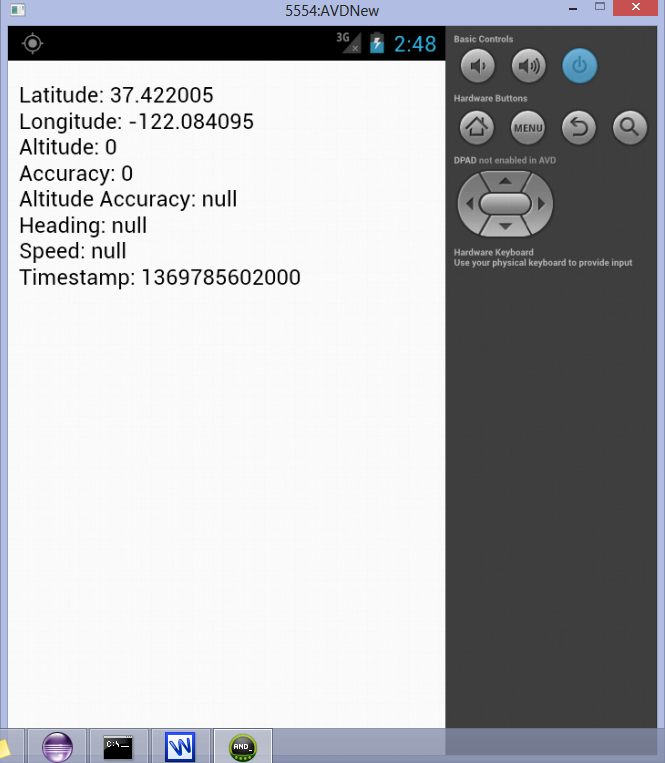 5554:AVDNew
3G
2:48
Latitude: 37.422005
Longitude: -122.084095
Altitude: 0
Accuracy: 0
Altitude Accuracy: null
Heading: null
Speed: null
Timestamp: 1369785602000
Basic Controls
Hardware Buttons
MENU
DPAD not enabled in AVD
Hardware Keyboard
Use your physical keyboard to provide input
C:\._
W
AND_